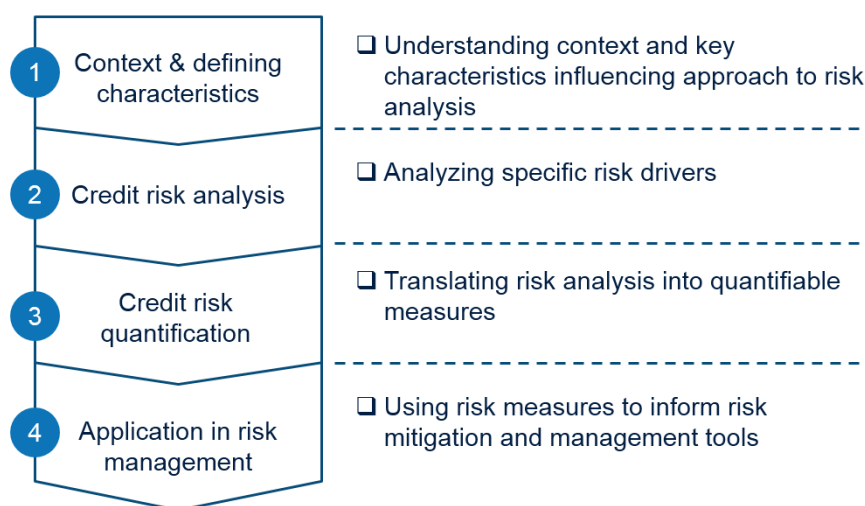 1
Context & defining
characteristics
❑ Understanding context and key
characteristics influencing approach to risk
analysis
2
Credit risk analysis
❑ Analyzing specific risk drivers
3
Credit risk
quantification
❑ Translating risk analysis into quantifiable
measures
4
Application in risk
management
❑ Using risk measures to inform risk
mitigation and management tools